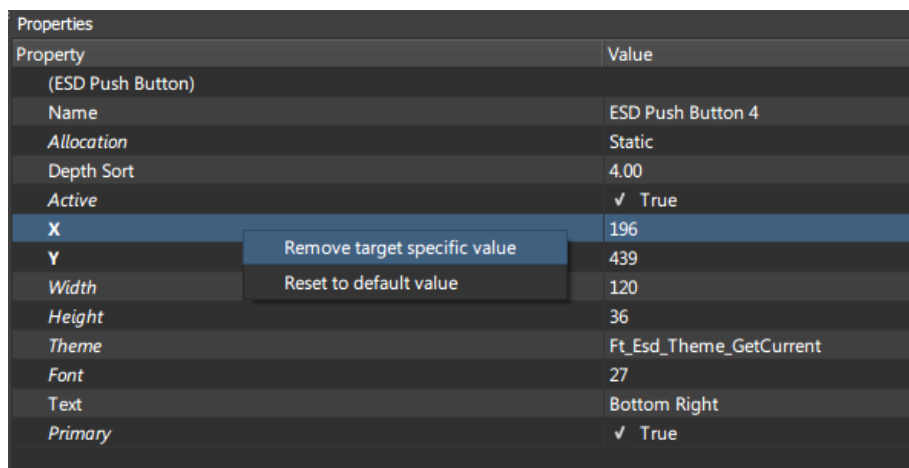 Properties
Property Value
(ESD Push Button)
Name ESD Push Button 4
Allocation Static
Depth Sort 4.00
Active ✓ True
X 196
Remove target specific value
Y 439
Reset to default value
Width 120
Height 36
Theme Ft_Esd_Theme_GetCurrent
Font 27
Text Bottom Right
Primary ✓ True